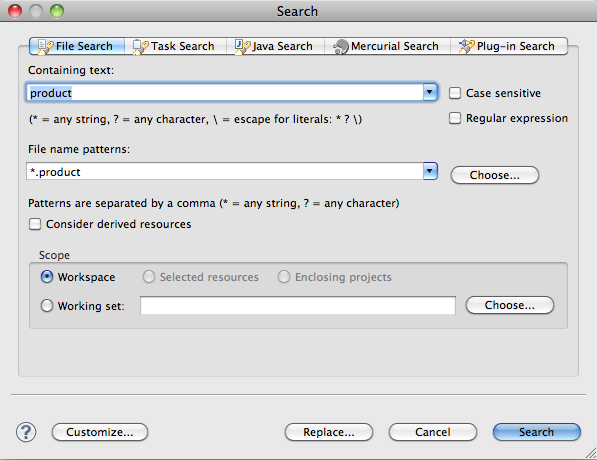 Search
File Search Task Search Java Search Mercurial Search Plug-in Search
Containing text:
product
Case sensitive
(* = any string, ? = any character, \ = escape for literals: * ? \)
Regular expression
File name patterns:
*.product
Choose...
Patterns are separated by a comma (* = any string, ? = any character)
Consider derived resources
Scope
Workspace Selected resources Enclosing projects
Working set:
Choose...
? Customize... Replace... Cancel Search